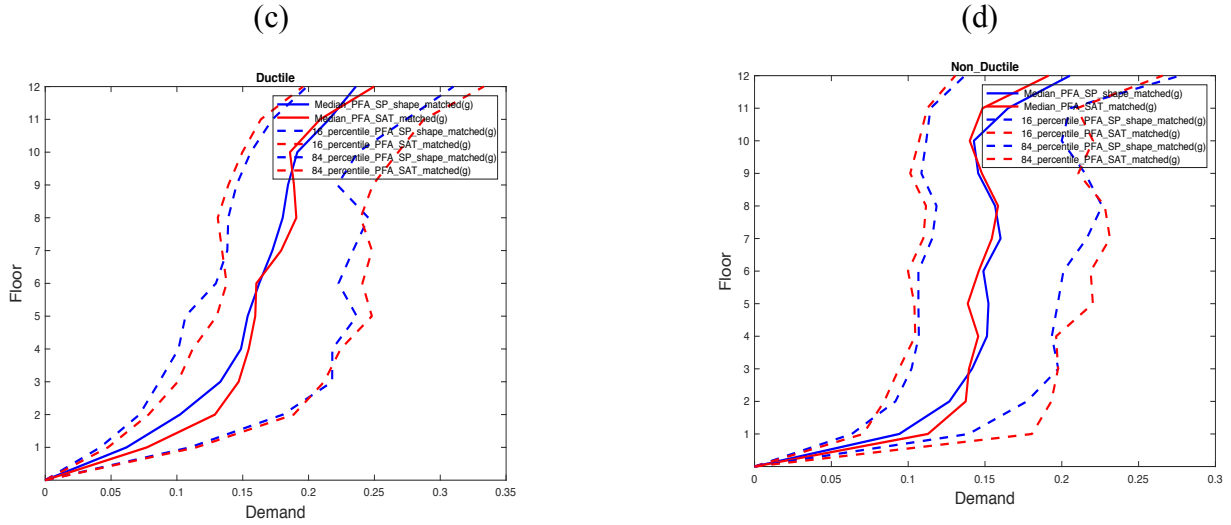 (c)
(d)
Ductile
Median_PFA_SP_shape_matched(g)
Median_PFA_SAT_matched(g)
16_percentile_PFA_SP_shape_matched(g)
16_percentile_PFA_SAT_matched(g)
84_percentile_PFA_SP_shape_matched(g)
84_percentile_PFA_SAT_matched(g)
12
11
10
9
8
7
6
5
4
3
2
1
Floor
0 0.05 0.1 0.15 0.2 0.25 0.3 0.35
Demand
Non_Ductile
Median_PFA_SP_shape_matched(g)
Median_PFA_SAT_matched(g)
16_percentile_PFA_SP_shape_matched(g)
16_percentile_PFA_SAT_matched(g)
84_percentile_PFA_SP_shape_matched(g)
84_percentile_PFA_SAT_matched(g)
12
11
10
9
8
7
6
5
4
3
2
1
Floor
0 0.05 0.1 0.15 0.2 0.25 0.3
Demand